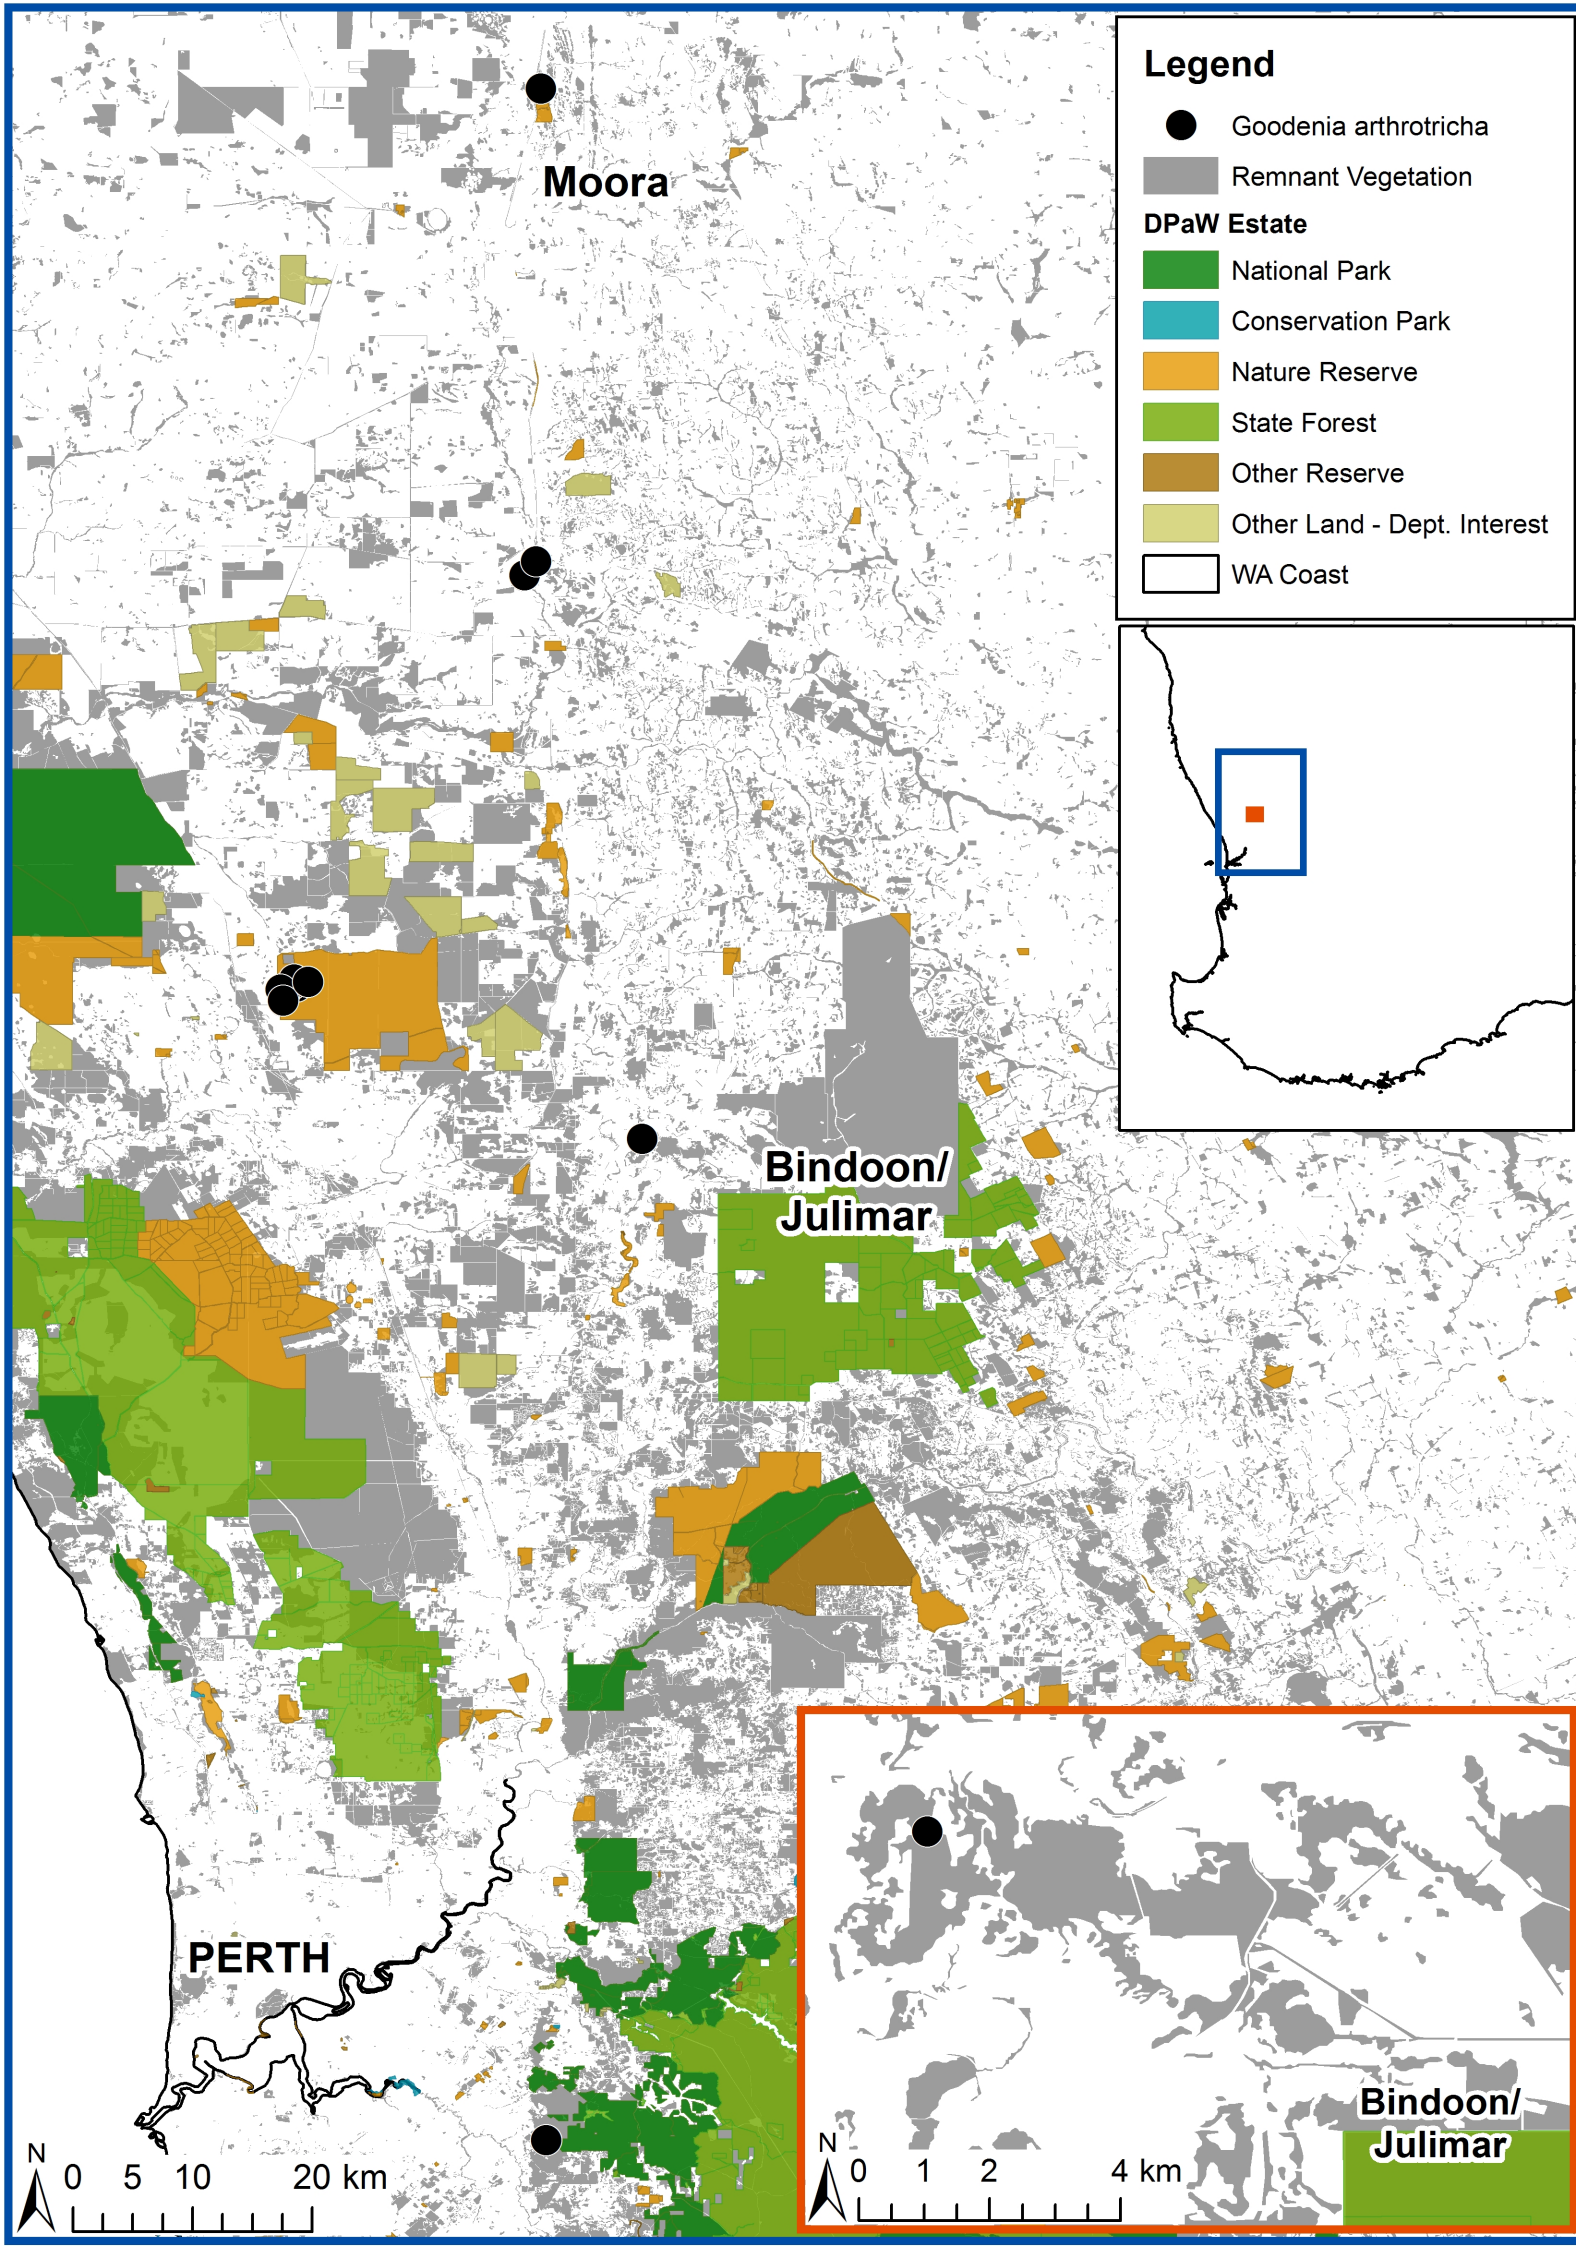 Legend
Goodenia arthrotricha
Remnant Vegetation
DPaW Estate
National Park
Conservation Park
Nature Reserve
State Forest
Other Reserve
Other Land - Dept. Interest
WA Coast
Moora
Bindoon/
Julimar
PERTH
N
0 5 10 20 km
Bindoon/
Julimar
N
0 1 2 4 km